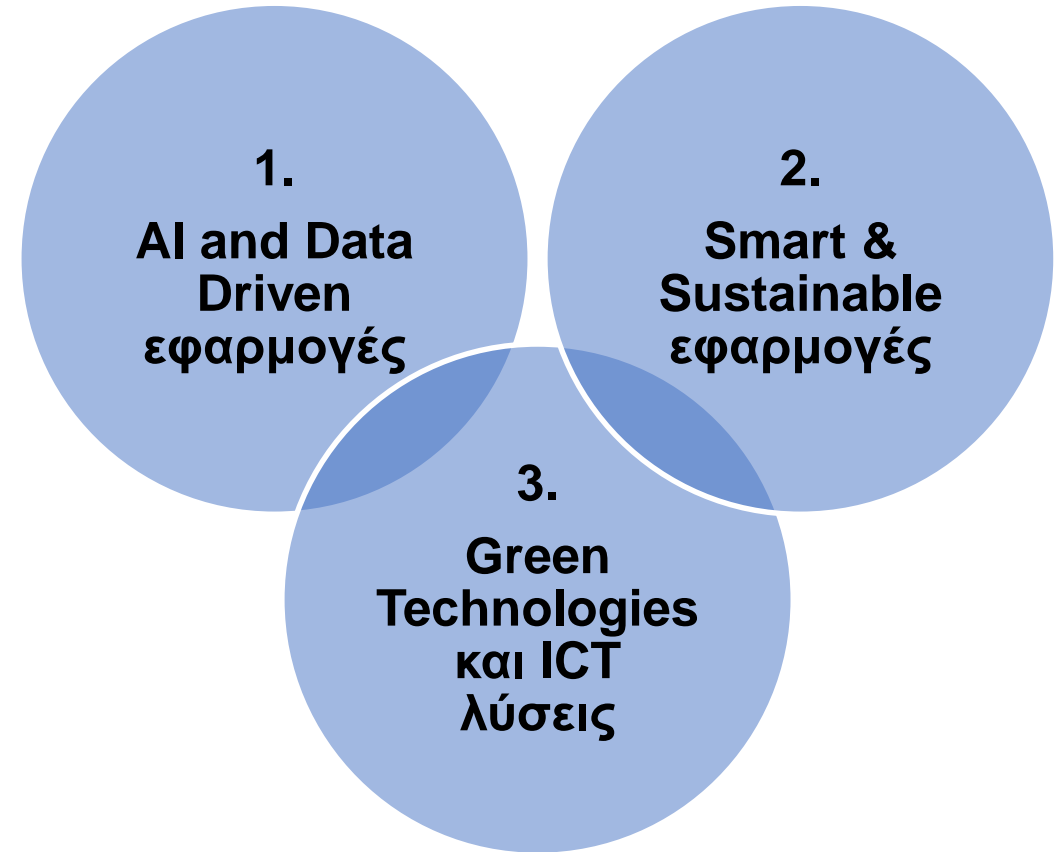 1.
AI and Data
Driven
εφαρμογές
2.
Smart &
Sustainable
εφαρμογές
3.
Green
Technologies
και ICT
λύσεις